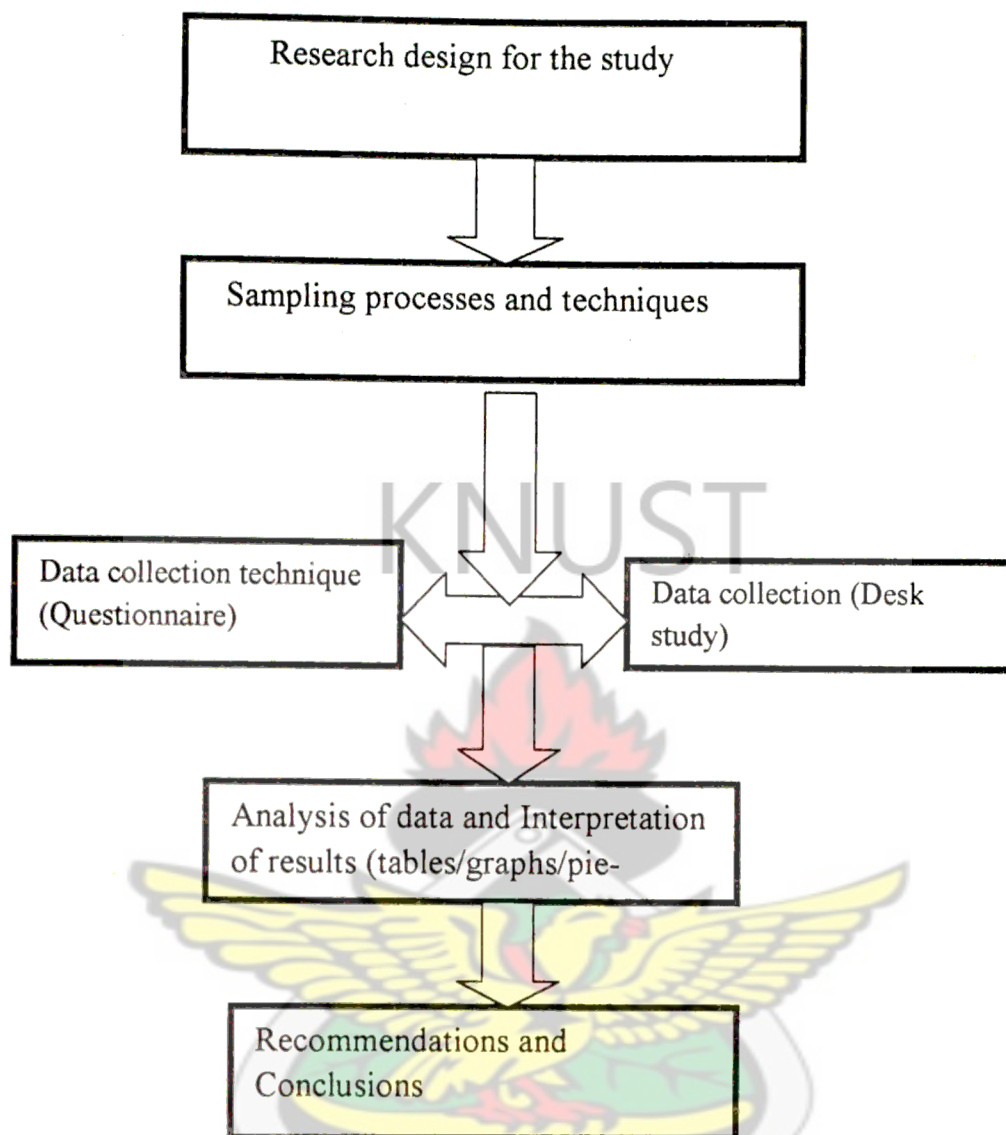 Research design for the study
Sampling processes and techniques
KNUST
Data collection technique
(Questionnaire)
Data collection (Desk
study)
Analysis of data and Interpretation
of results (tables/graphs/pie-
Recommendations and
Conclusions